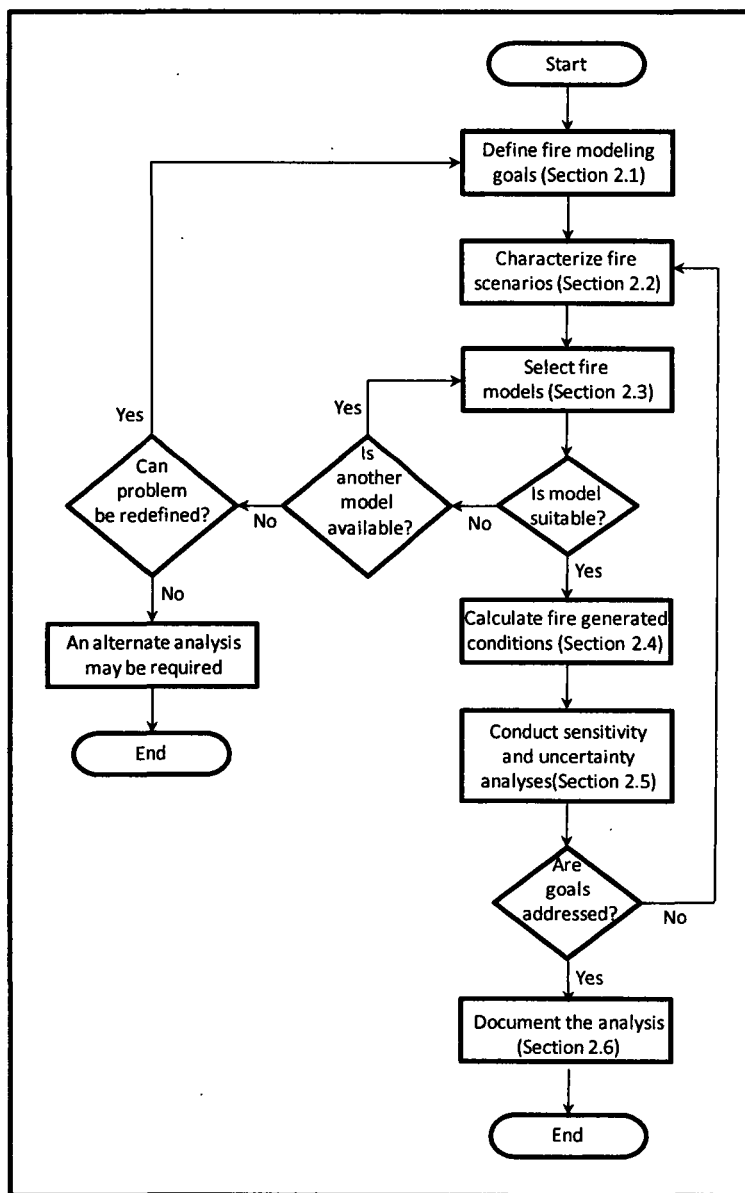 Start
Define fire modeling
goals (Section 2.1)
Characterize fire
scenarios (Section 2.2)
Select fire
models (Section 2.3)
Yes
Yes
Can
problem
be redefined?
No
Is
another
model
available?
No
Is model
suitable?
Yes
No
An alternate analysis
may be required
End
Calculate fire generated
conditions (Section 2.4)
Conduct sensitivity
and uncertainty
analyses(Section 2.5)
Are
goals
addressed?
No
Yes
Document the analysis
(Section 2.6)
End